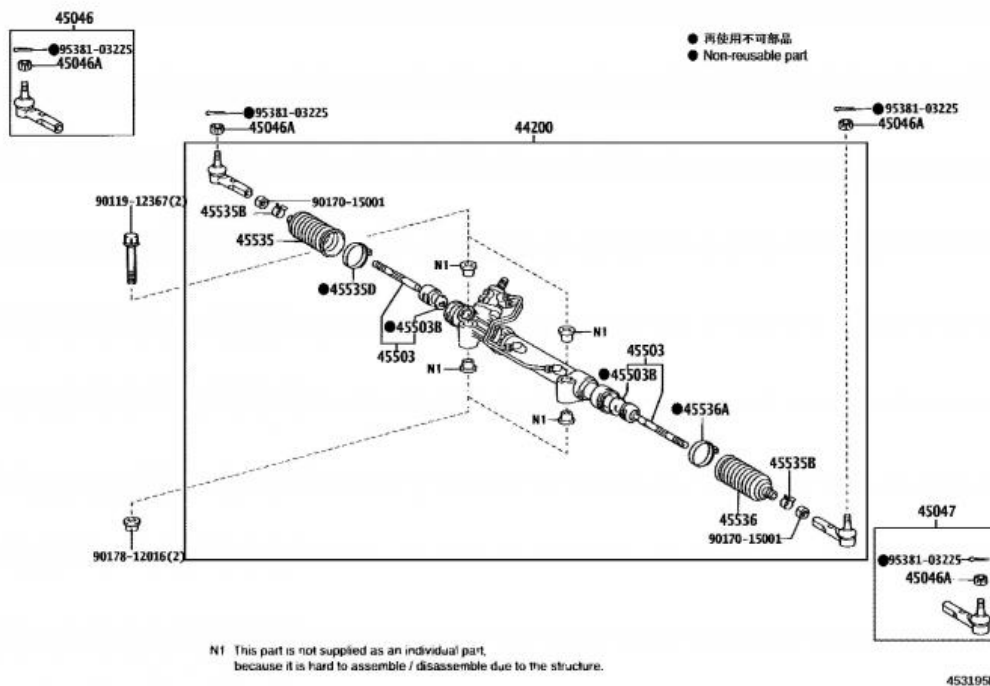 45046
●95381-03225
45046A
● 再使用不可部品
● Non-reusable part
●95381-03225
45046A
44200
●95381-03225
45046A
90119-12367(2)
45535B
90170-15001
45535
●45535D
N1
●45503B
45503
N1
N1
45503
●45503B
●45536A
N1
45535B
45536
90170-15001
90178-12016(2)
45047
●95381-03225
45046A
N1 This part is not supplied as an individual part,
because it is hard to assemble / disassemble due to the structure.